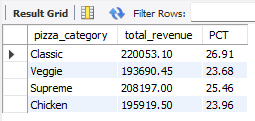 Result Grid Filter Rows:
pizza_category total_revenue PCT
Classic 220053.10 26.91
Veggie 193690.45 23.68
Supreme 208197.00 25.46
Chicken 195919.50 23.96